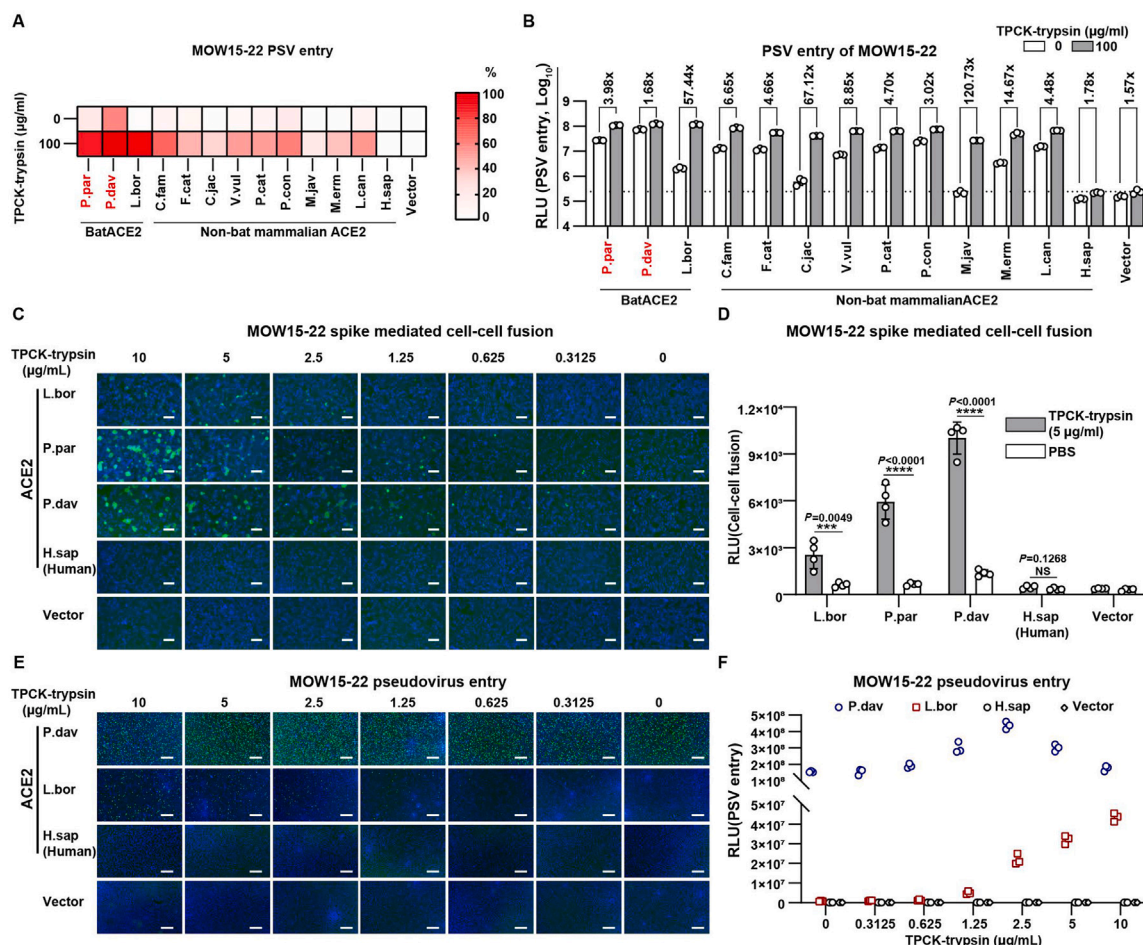 A
MOW15-22 PSV entry
TPCK-trypsin (µg/ml)
0
100
P.par
P.dav
L.bor
C.fam
F.cat
C.jac
V.vul
P.cat
P.con
M.jav
M.erm
L.can
H.sap
Vector
BatACE2
Non-bat mammalian ACE2
%
100
80
60
40
20
0
B
TPCK-trypsin (µg/ml)
0 100
PSV entry of MOW15-22
RLU (PSV entry, Log10)
9
8
7
6
5
4
3.98x
1.68x
57.44x
6.65x
4.66x
67.12x
8.85x
4.70x
3.02x
120.73x
14.67x
4.48x
1.78x
1.57x
P.par
P.dav
L.bor
C.fam
F.cat
C.jac
V.vul
P.cat
P.con
M.jav
M.erm
L.can
H.sap
Vector
BatACE2
Non-bat mammalianACE2
C
MOW15-22 spike mediated cell-cell fusion
TPCK-trypsin
(µg/mL)
10 5 2.5 1.25 0.625 0.3125 0
ACE2
L.bor
P.par
P.dav
H.sap
(Human)
Vector
D
MOW15-22 spike mediated cell-cell fusion
RLU(Cell-cell fusion)
1.2×10⁴
9×10³
6×10³
3×10³
0
P=0.0049
***
P<0.0001
****
P<0.0001
****
P=0.1268
NS
TPCK-trypsin
(5 µg/ml)
PBS
L.bor
P.par
P.dav
H.sap
(Human)
Vector
E
MOW15-22 pseudovirus entry
TPCK-trypsin
(µg/mL)
10 5 2.5 1.25 0.625 0.3125 0
ACE2
P.dav
L.bor
H.sap
(Human)
Vector
F
MOW15-22 pseudovirus entry
P.dav L.bor H.sap Vector
RLU(PSV entry)
5×10⁸
4×10⁸
3×10⁸
2×10⁸
1×10⁸
5×10⁷
4×10⁷
3×10⁷
2×10⁷
1×10⁷
0
0 0.3125 0.625 1.25 2.5 5 10
TPCK-trypsin (µg/mL)